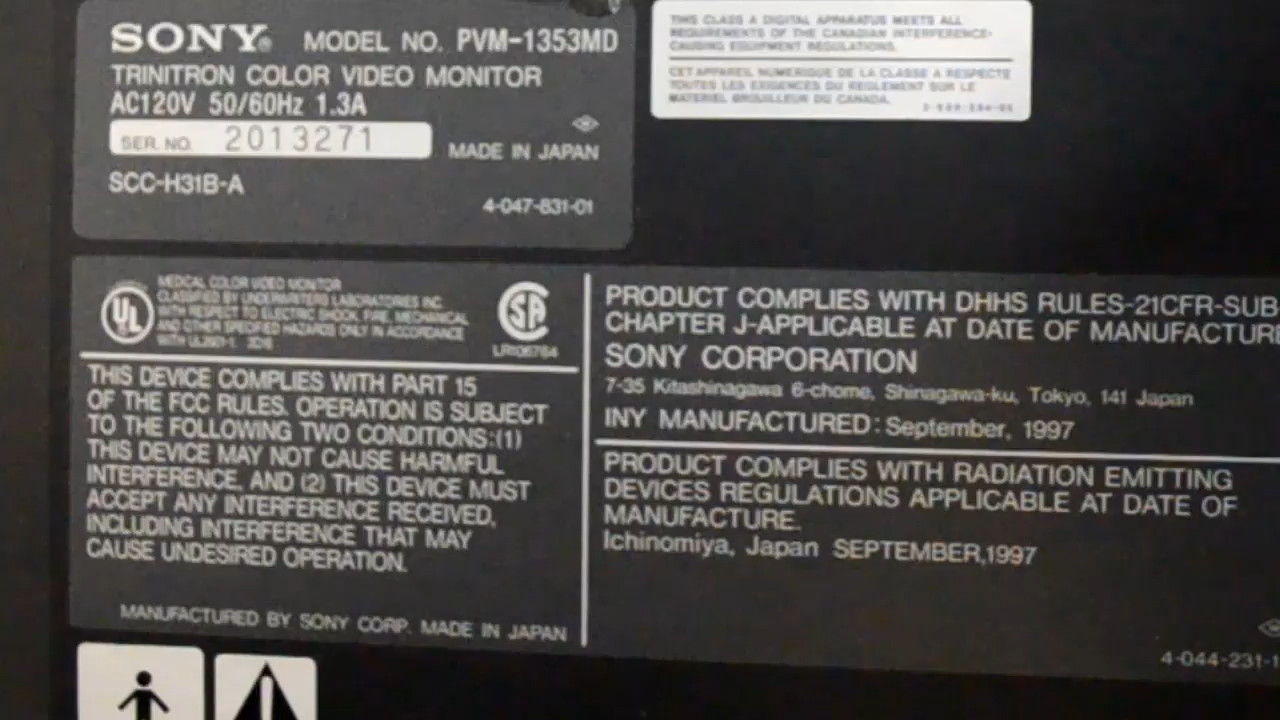 SONY® MODEL NO. PVM-1353MD
TRINITRON COLOR VIDEO MONITOR
AC120V 50/60Hz 1.3A
SER. NO. 2013271
MADE IN JAPAN
SCC-H31B-A
4-047-831-01
THIS CLASS A DIGITAL APPARATUS MEETS ALL
REQUIREMENTS OF THE CANADIAN INTERFERENCE-
CAUSING EQUIPMENT REGULATIONS.
CET APPAREIL NUMERIQUE DE LA CLASSE A RESPECTE
TOUTES LES EXIGENCES DU REGLEMENT SUR LE
MATERIEL BROUILLEUR DU CANADA.
UL
MEDICAL COLOR VIDEO MONITOR
CLASSIFIED BY UNDERWRITERS LABORATORIES INC.
WITH RESPECT TO ELECTRIC SHOCK, FIRE, MECHANICAL
AND OTHER SPECIFIED HAZARDS ONLY IN ACCORDANCE
WITH UL2601-1.
SA
LR106764
THIS DEVICE COMPLIES WITH PART 15
OF THE FCC RULES. OPERATION IS SUBJECT
TO THE FOLLOWING TWO CONDITIONS:(1)
THIS DEVICE MAY NOT CAUSE HARMFUL
INTERFERENCE, AND (2) THIS DEVICE MUST
ACCEPT ANY INTERFERENCE RECEIVED,
INCLUDING INTERFERENCE THAT MAY
CAUSE UNDESIRED OPERATION.
MANUFACTURED BY SONY CORP. MADE IN JAPAN
PRODUCT COMPLIES WITH DHHS RULES-21CFR-SUB-
CHAPTER J-APPLICABLE AT DATE OF MANUFACTURE
SONY CORPORATION
7-35 Kitashinagawa 6-chome, Shinagawa-ku, Tokyo, 141 Japan
INY MANUFACTURED: September, 1997
PRODUCT COMPLIES WITH RADIATION EMITTING
DEVICES REGULATIONS APPLICABLE AT DATE OF
MANUFACTURE.
Ichinomiya, Japan SEPTEMBER,1997
4-044-231-1